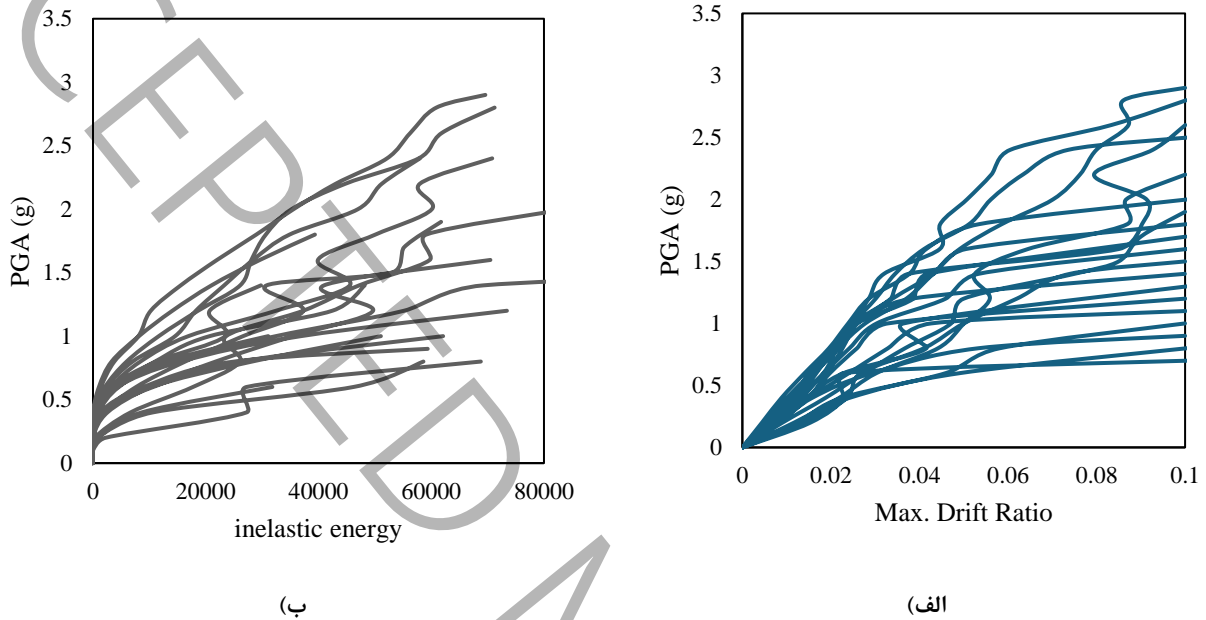 3.5
3
2.5
2
1.5
1
0.5
0
0 20000 40000 60000 80000
PGA (g)
inelastic energy
ب)
3.5
3
2.5
2
1.5
1
0.5
0
0 0.02 0.04 0.06 0.08 0.1
PGA (g)
Max. Drift Ratio
الف)
CEPTED